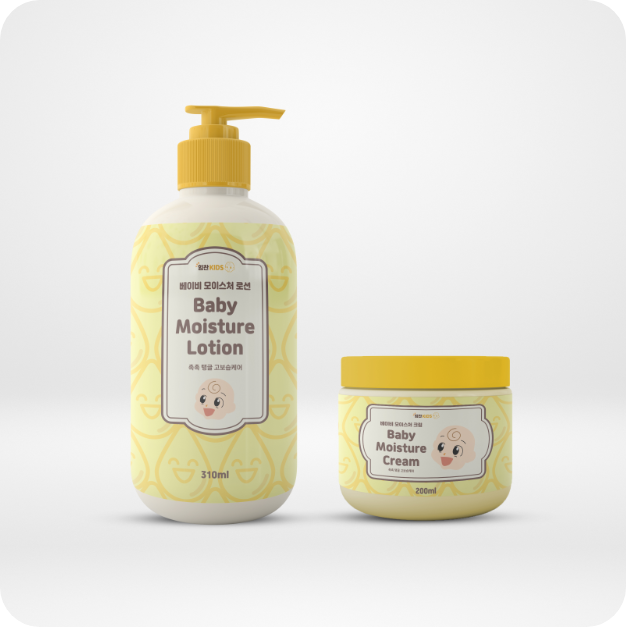 KIDS
베이비 모이스처 로션
Baby
Moisture
Lotion
촉촉 탱글 고보습케어
310ml
KIDS
베이비 모이스처 크림
Baby
Moisture
Cream
200ml